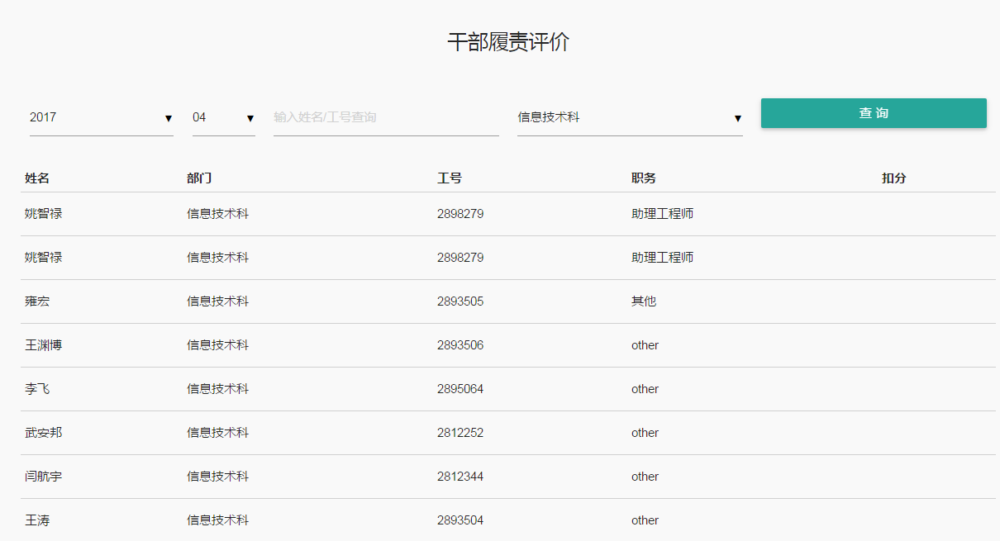 干部履责评价
2017 04 输入姓名/工号查询 信息技术科 查 询
姓名 部门 工号 职务 扣分
姚智禄 信息技术科 2898279 助理工程师
姚智禄 信息技术科 2898279 助理工程师
雍宏 信息技术科 2893505 其他
王渊博 信息技术科 2893506 other
李飞 信息技术科 2895064 other
武安邦 信息技术科 2812252 other
闫航宇 信息技术科 2812344 other
王涛 信息技术科 2893504 other